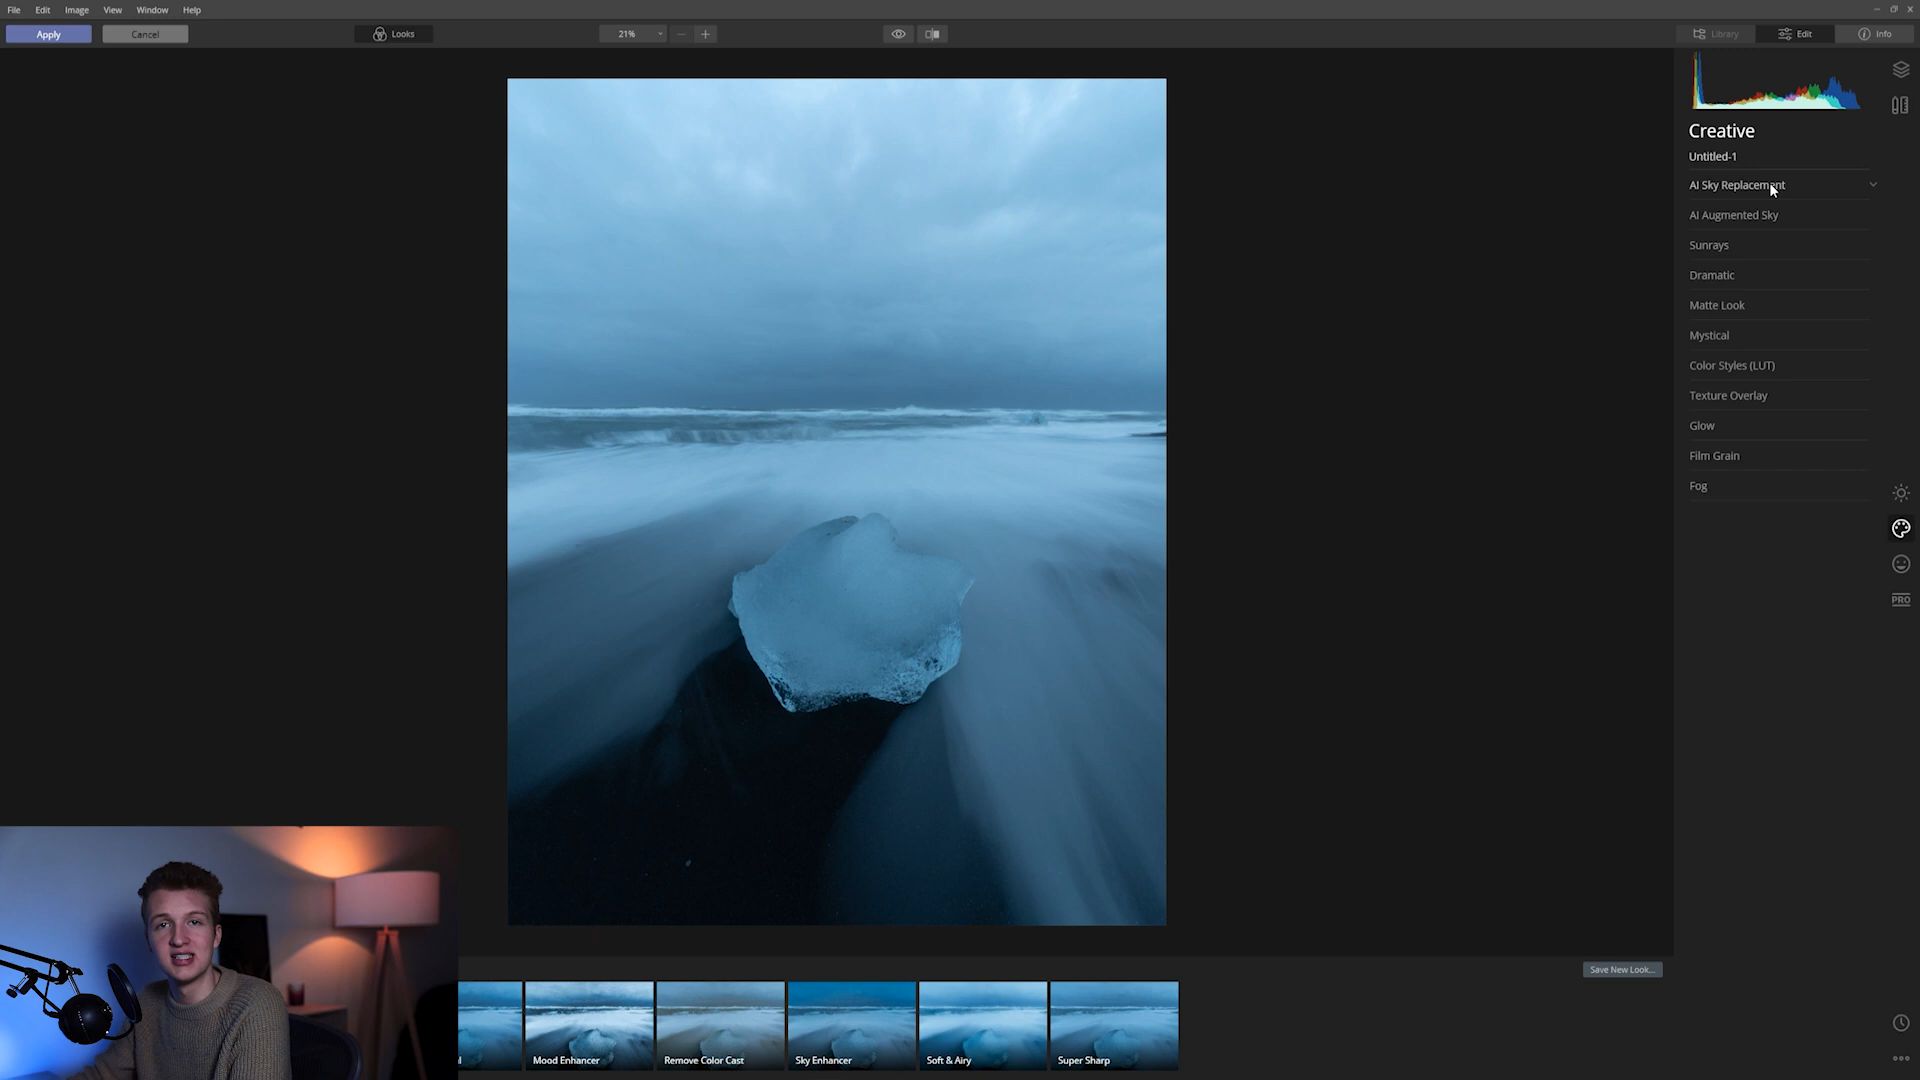 File Edit Image View Window Help
Apply Cancel Looks 21% Library Edit Info
Creative
Untitled-1
AI Sky Replacement
AI Augmented Sky
Sunrays
Dramatic
Matte Look
Mystical
Color Styles (LUT)
Texture Overlay
Glow
Film Grain
Fog
PRO
Save New Look...
Mood Enhancer Remove Color Cast Sky Enhancer Soft & Airy Super Sharp